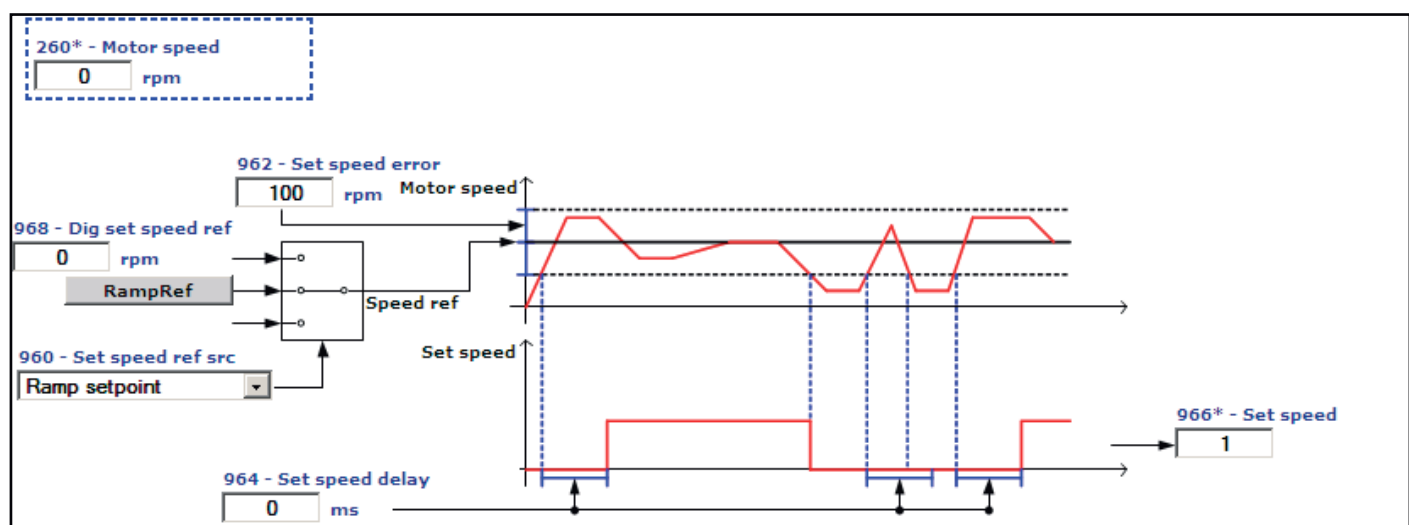 260* - Motor speed
0 rpm
962 - Set speed error
100 rpm
Motor speed
968 - Dig set speed ref
0 rpm
RampRef
Speed ref
960 - Set speed ref src
Ramp setpoint
Set speed
966* - Set speed
1
964 - Set speed delay
0 ms